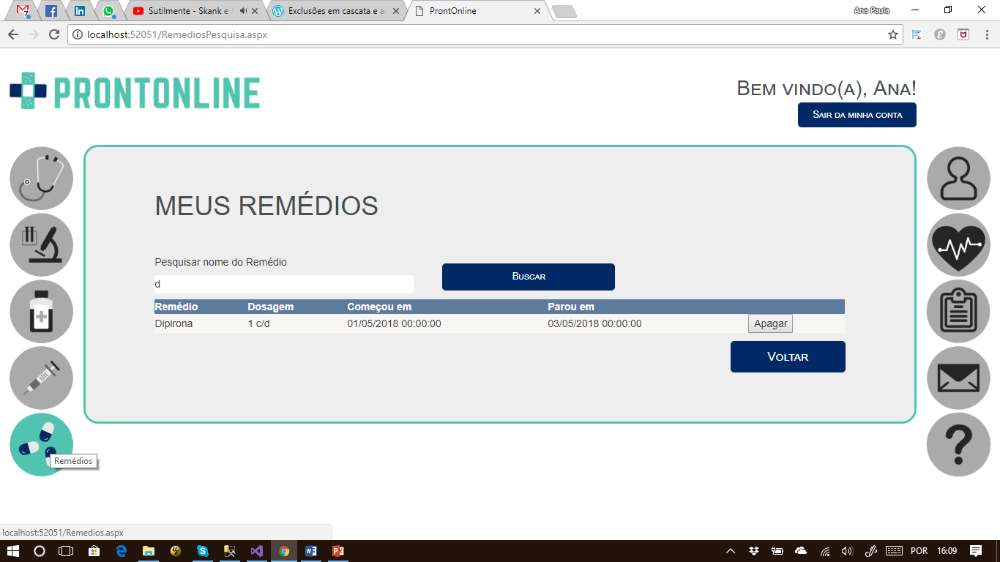 7
Sutilmente - Skank e
Exclusões em cascata e a
ProntOnline
Ana Paula
localhost:52051/RemediosPesquisa.aspx
PRONTONLINE
Bem vindo(a), Ana!
Sair da minha conta
MEUS REMÉDIOS
Pesquisar nome do Remédio
d
Buscar
Remédio Dosagem Começou em Parou em
Dipirona 1 c/d 01/05/2018 00:00:00 03/05/2018 00:00:00 Apagar
Voltar
Remédios
localhost:52051/Remedios.aspx
POR 16:09